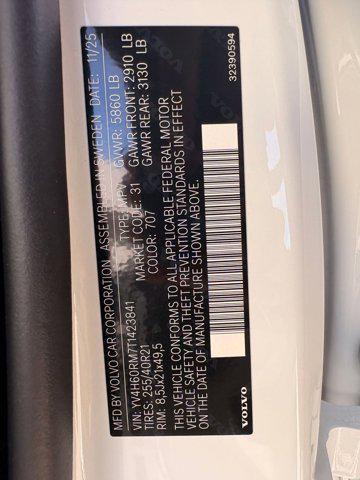 MFD BY VOLVO CAR CORPORATION ASSEMBLED IN SWEDEN DATE: 11/25
GVWR: 5860 LB
GAWR FRONT: 2910 LB
GAWR REAR: 3130 LB
VIN: YV4H60RM7T1423841 TYPE: MPV
TIRES: 255/40R21 MARKET CODE: 31
RIM: 8,5Jx21x49,5 COLOR: 707
THIS VEHICLE CONFORMS TO ALL APPLICABLE FEDERAL MOTOR
VEHICLE SAFETY AND THEFT PREVENTION STANDARDS IN EFFECT
ON THE DATE OF MANUFACTURE SHOWN ABOVE.
32390594
VOLVO